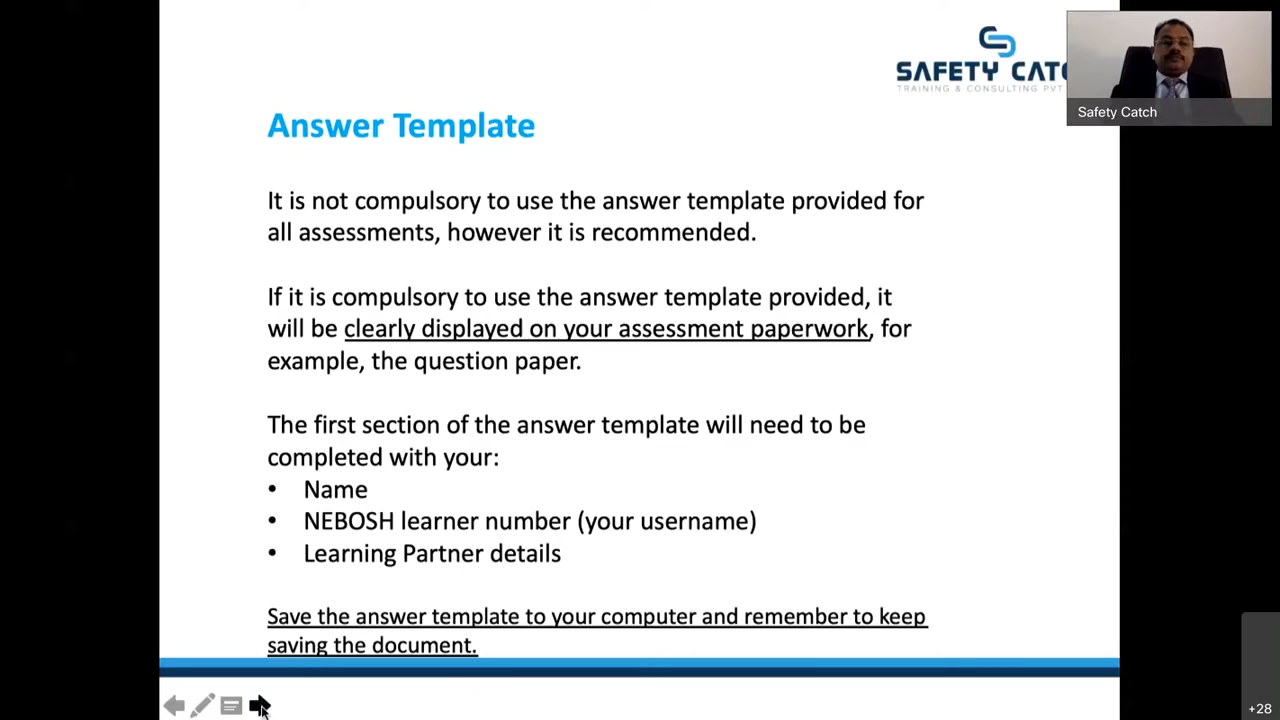 SAFETY CATC
TRAINING & CONSULTING PVT
Safety Catch
Answer Template
It is not compulsory to use the answer template provided for
all assessments, however it is recommended.
If it is compulsory to use the answer template provided, it
will be clearly displayed on your assessment paperwork, for
example, the question paper.
The first section of the answer template will need to be
completed with your:
• Name
• NEBOSH learner number (your username)
• Learning Partner details
Save the answer template to your computer and remember to keep
saving the document.
+28